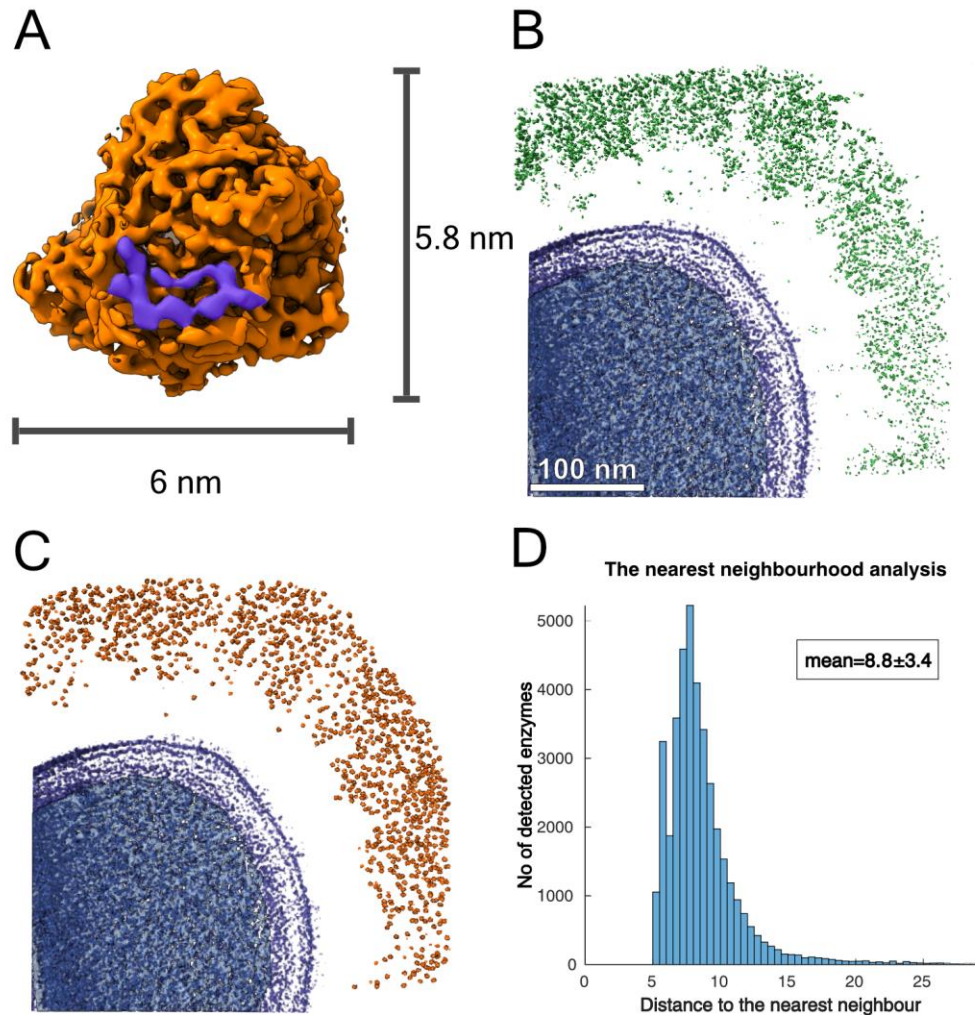 A
5.8 nm
6 nm
B
100 nm
C
D
The nearest neighbourhood analysis
mean=8.8±3.4
No of detected enzymes
5000
4000
3000
2000
1000
0
0
5
10
15
20
25
Distance to the nearest neighbour